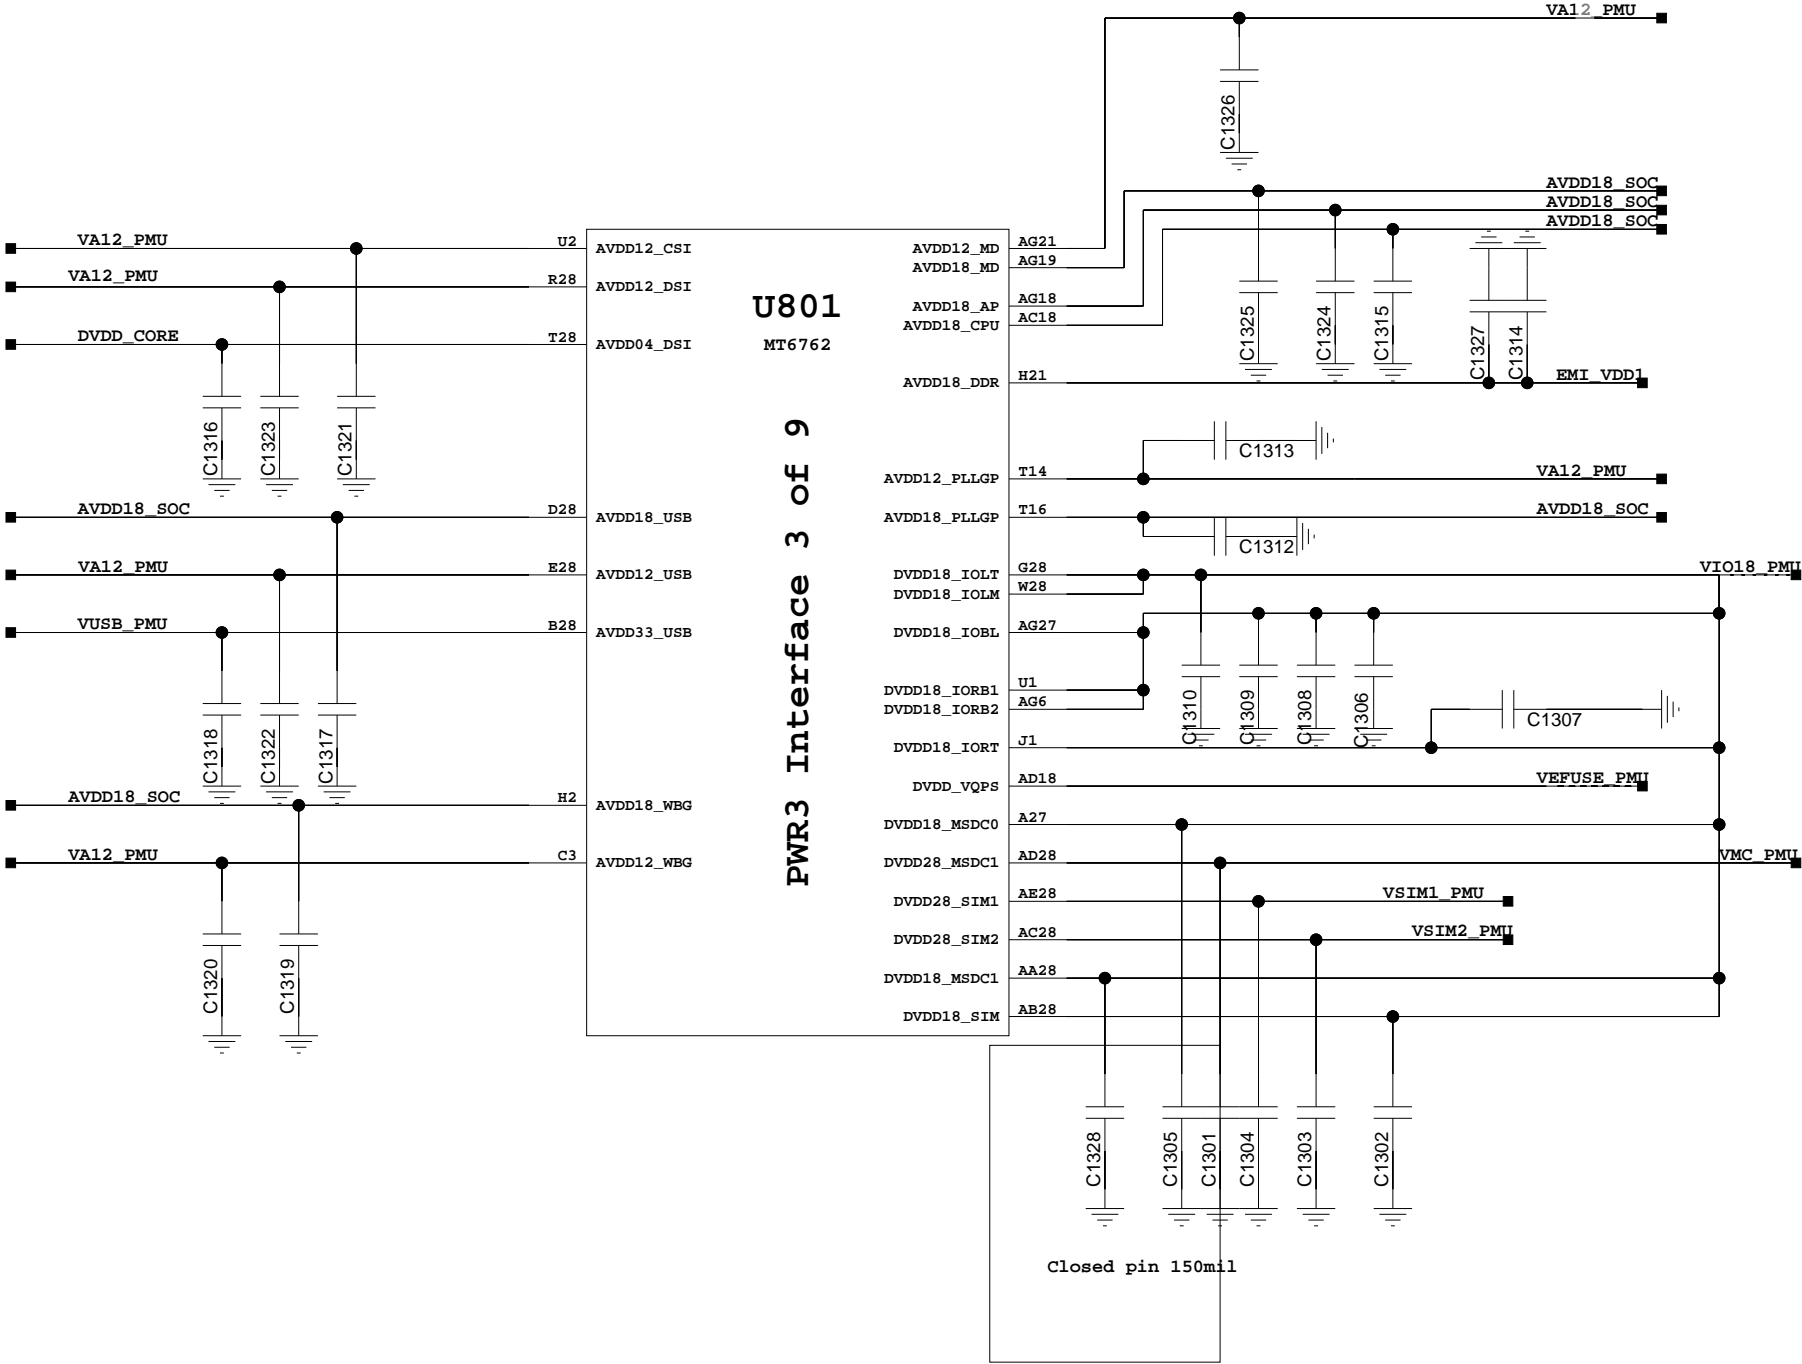 VA12_PMU
C1326
AVDD18_SOC
AVDD18_SOC
AVDD18_SOC
C1325
C1324
C1315
C1327
C1314
EMI_VDD1
VA12_PMU
VA12_PMU
DVDD_CORE
C1316
C1323
C1321
AVDD18_SOC
VA12_PMU
VUSB_PMU
C1318
C1322
C1317
AVDD18_SOC
VA12_PMU
C1320
C1319
U2 AVDD12_CSI
R28 AVDD12_DSI
T28 AVDD04_DSI
D28 AVDD18_USB
E28 AVDD12_USB
B28 AVDD33_USB
H2 AVDD18_WBG
C3 AVDD12_WBG
U801
MT6762
PWR3 Interface 3 of 9
AVDD12_MD AG21
AVDD18_MD AG19
AVDD18_AP AG18
AVDD18_CPU AC18
AVDD18_DDR H21
AVDD12_PLLGP T14
AVDD18_PLLGP T16
DVDD18_IOLT G28
DVDD18_IOLM W28
DVDD18_IOBL AG27
DVDD18_IORB1 U1
DVDD18_IORB2 AG6
DVDD18_IORT J1
DVDD_VQPS AD18
DVDD18_MSDC0 A27
DVDD28_MSDC1 AD28
DVDD28_SIM1 AE28
DVDD28_SIM2 AC28
DVDD18_MSDC1 AA28
DVDD18_SIM AB28
C1313
VA12_PMU
AVDD18_SOC
C1312
VIO18_PMU
C1310
C1309
C1308
C1306
C1307
VEFUSE_PMU
VMC_PMU
VSIM1_PMU
VSIM2_PMU
C1328
C1305
C1301
C1304
C1303
C1302
Closed pin 150mil